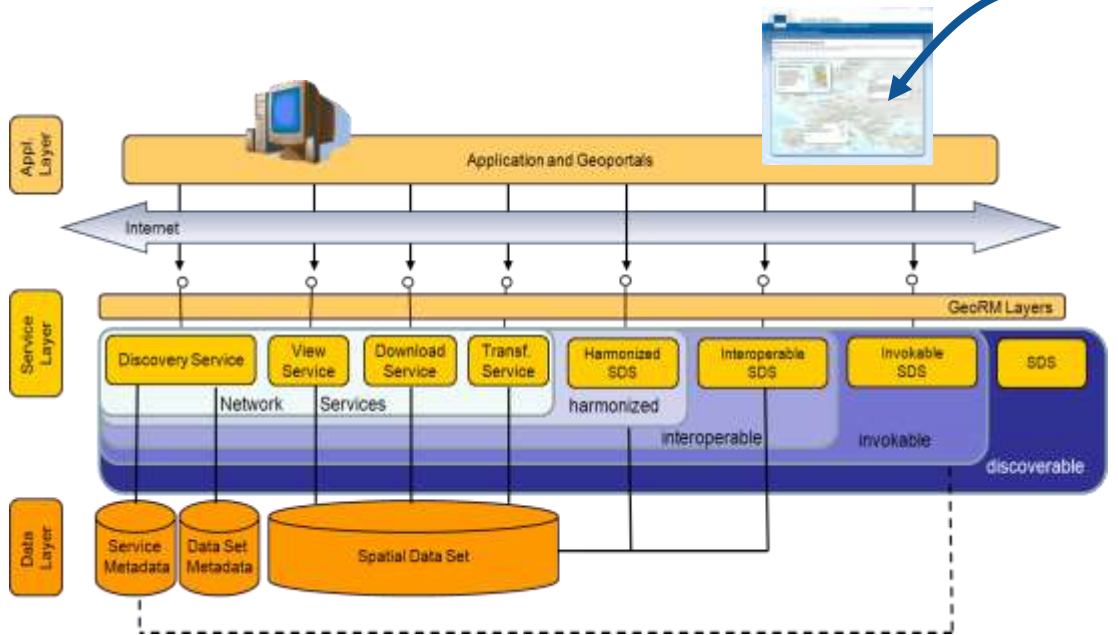 Appl.
Layer
Application and Geoportals
Internet
Service
Layer
GeoRM Layers
Discovery Service
View
Service
Download
Service
Transf.
Service
Harmonized
SDS
Interoperable
SDS
Invokable
SDS
SDS
Network Services
harmonized
interoperable
invokable
discoverable
Data
Layer
Service
Metadata
Data Set
Metadata
Spatial Data Set